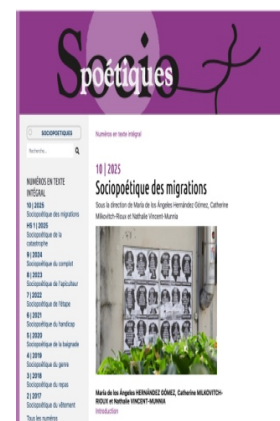 Socio
poétiques
SOCIOPOETIQUES
Recherche...
NUMÉROS EN TEXTE
INTÉGRAL
10 | 2025
Sociopoétique des migrations
HS 1 | 2025
Sociopoétique de la
catastrophe
9 | 2024
Sociopoétique du complot
8 | 2023
Sociopoétique de l'apiculteur
7 | 2022
Sociopoétique de l'étape
6 | 2021
Sociopoétique du handicap
5 | 2020
Sociopoétique de la baignade
4 | 2019
Sociopoétique du genre
3 | 2018
Sociopoétique du repas
2 | 2017
Sociopoétique du vêtement
Tous les numéros
Numéros en texte intégral
10 | 2025
Sociopoétique des migrations
Sous la direction de María de los Ángeles Hernández Gómez, Catherine
Milkovitch-Rioux et Nathalie Vincent-Munnia
María de los Ángeles HERNÁNDEZ GÓMEZ, Catherine MILKOVITCH-
RIOUX et Nathalie VINCENT-MUNNIA
Introduction